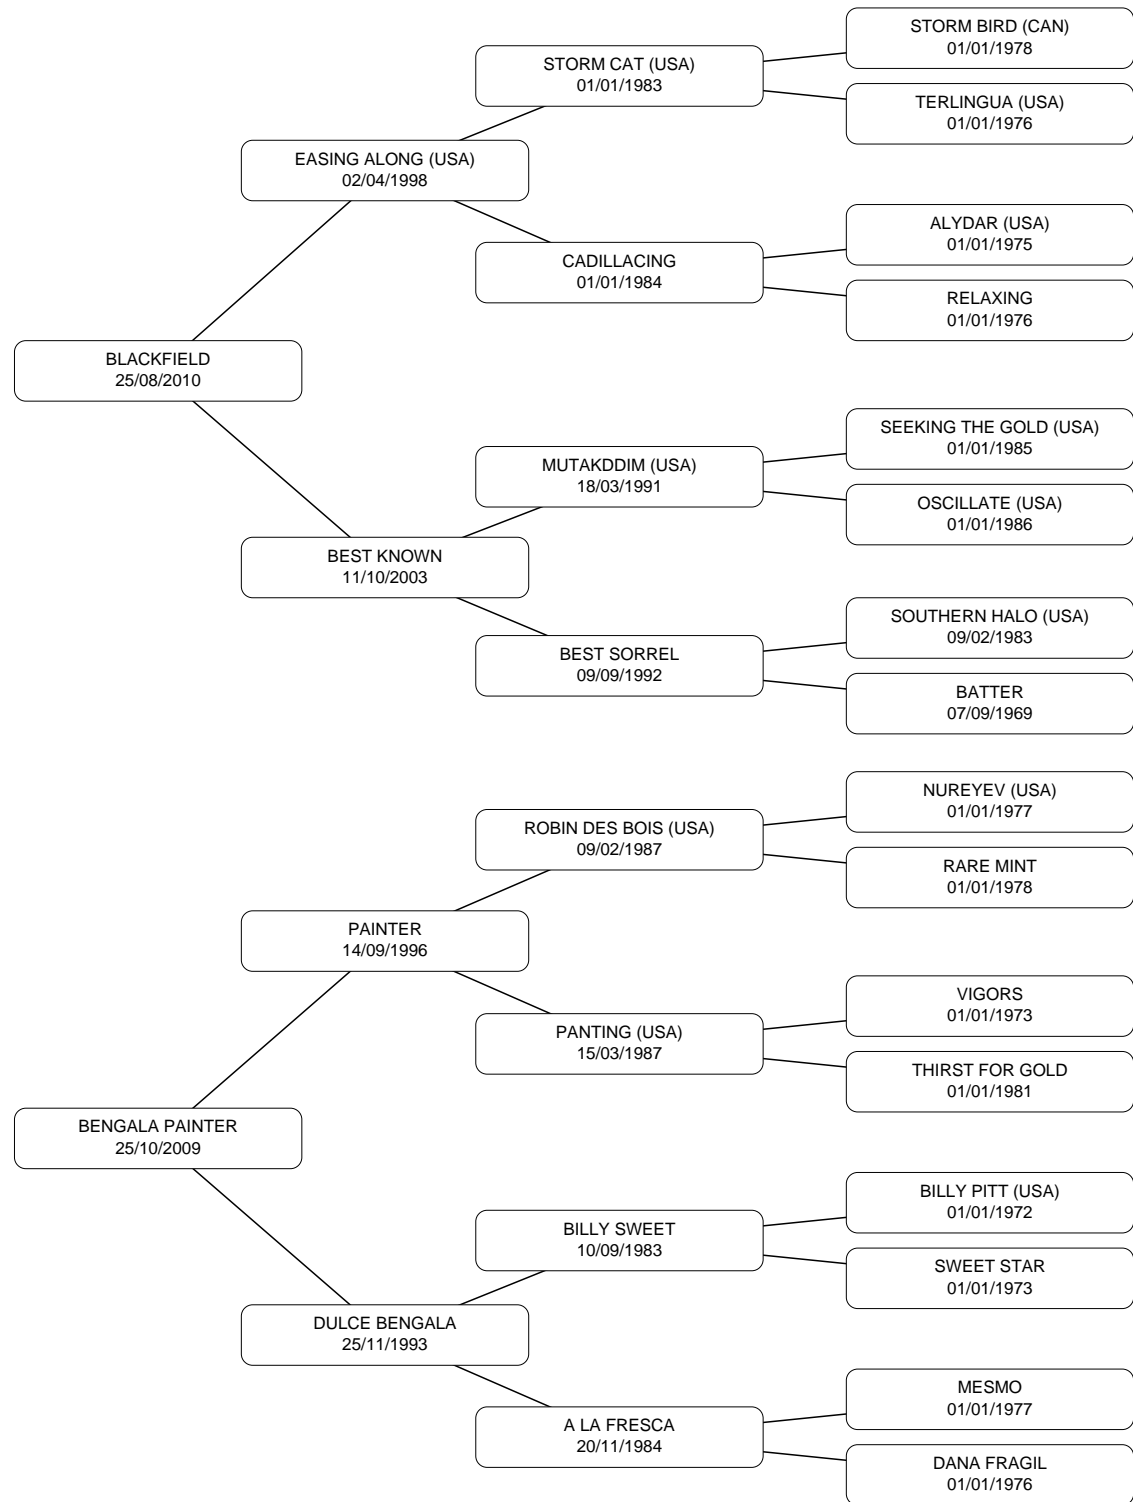 STORM BIRD (CAN)
01/01/1978
STORM CAT (USA)
01/01/1983
TERLINGUA (USA)
01/01/1976
EASING ALONG (USA)
02/04/1998
ALYDAR (USA)
01/01/1975
CADILLACING
01/01/1984
RELAXING
01/01/1976
BLACKFIELD
25/08/2010
SEEKING THE GOLD (USA)
01/01/1985
MUTAKDDIM (USA)
18/03/1991
OSCILLATE (USA)
01/01/1986
BEST KNOWN
11/10/2003
SOUTHERN HALO (USA)
09/02/1983
BEST SORREL
09/09/1992
BATTER
07/09/1969
NUREYEV (USA)
01/01/1977
ROBIN DES BOIS (USA)
09/02/1987
RARE MINT
01/01/1978
PAINTER
14/09/1996
VIGORS
01/01/1973
PANTING (USA)
15/03/1987
THIRST FOR GOLD
01/01/1981
BENGALA PAINTER
25/10/2009
BILLY PITT (USA)
01/01/1972
BILLY SWEET
10/09/1983
SWEET STAR
01/01/1973
DULCE BENGALA
25/11/1993
MESMO
01/01/1977
A LA FRESCA
20/11/1984
DANA FRAGIL
01/01/1976